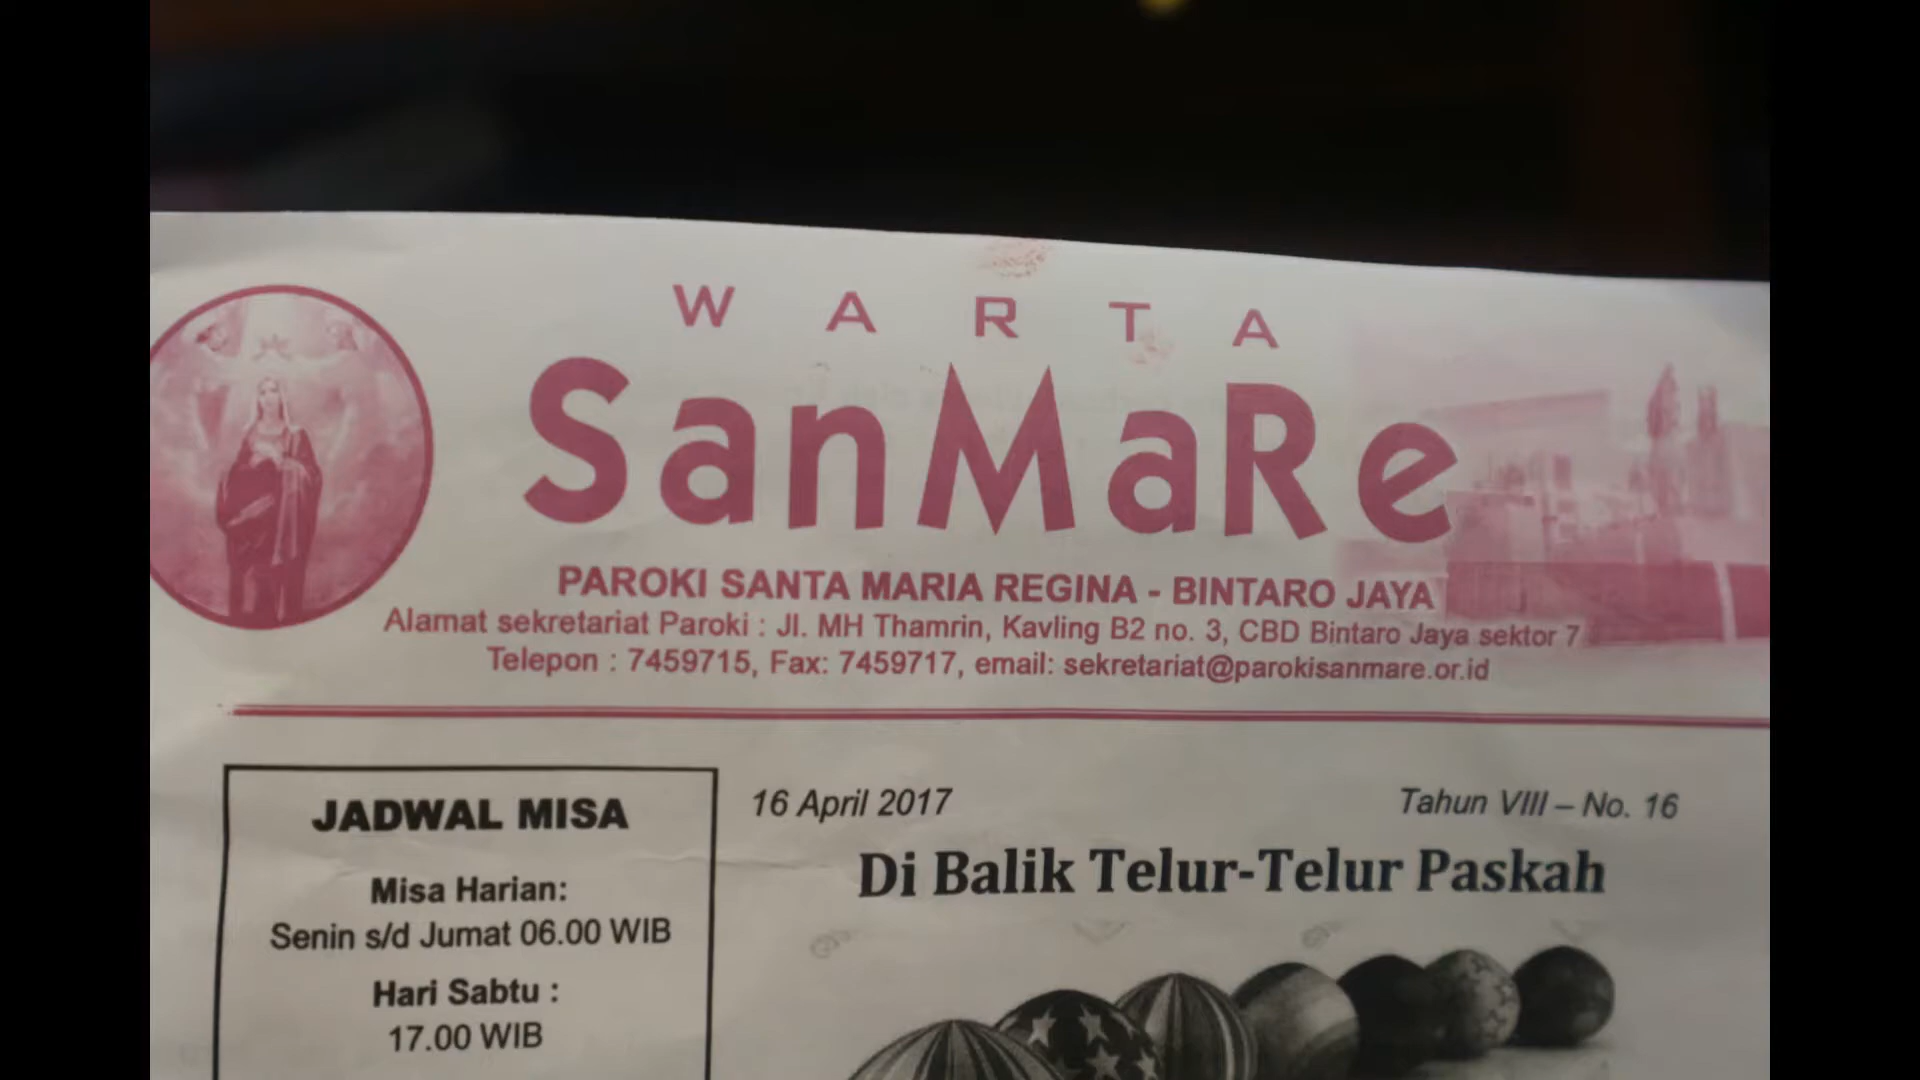 WARTA
SanMaRe
PAROKI SANTA MARIA REGINA - BINTARO JAYA
Alamat sekretariat Paroki : Jl. MH Thamrin, Kavling B2 no. 3, CBD Bintaro Jaya sektor 7
Telepon : 7459715, Fax: 7459717, email: sekretariat@parokisanmare.or.id
JADWAL MISA
Misa Harian:
Senin s/d Jumat 06.00 WIB
Hari Sabtu :
17.00 WIB
16 April 2017
Tahun VIII – No. 16
Di Balik Telur-Telur Paskah